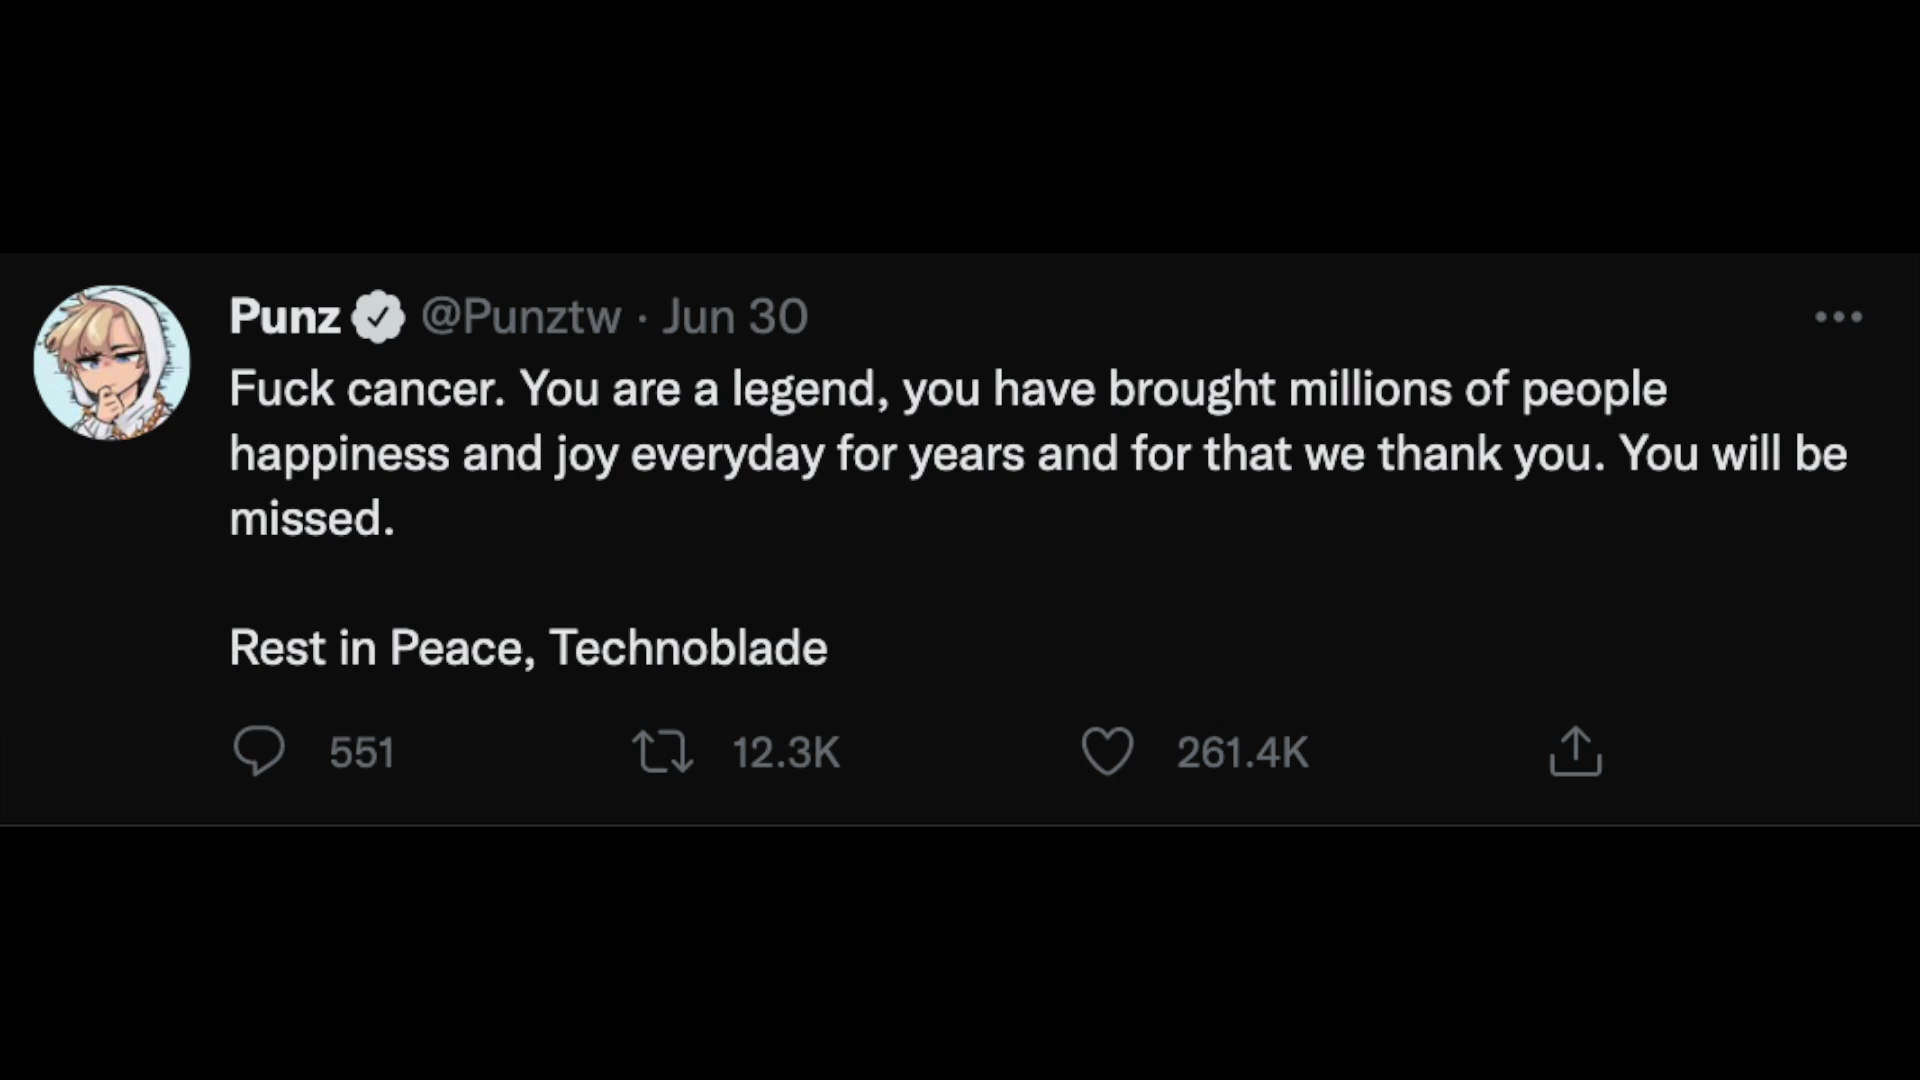 Punz @Punztw · Jun 30
Fuck cancer. You are a legend, you have brought millions of people
happiness and joy everyday for years and for that we thank you. You will be
missed.
Rest in Peace, Technoblade
551 12.3K 261.4K